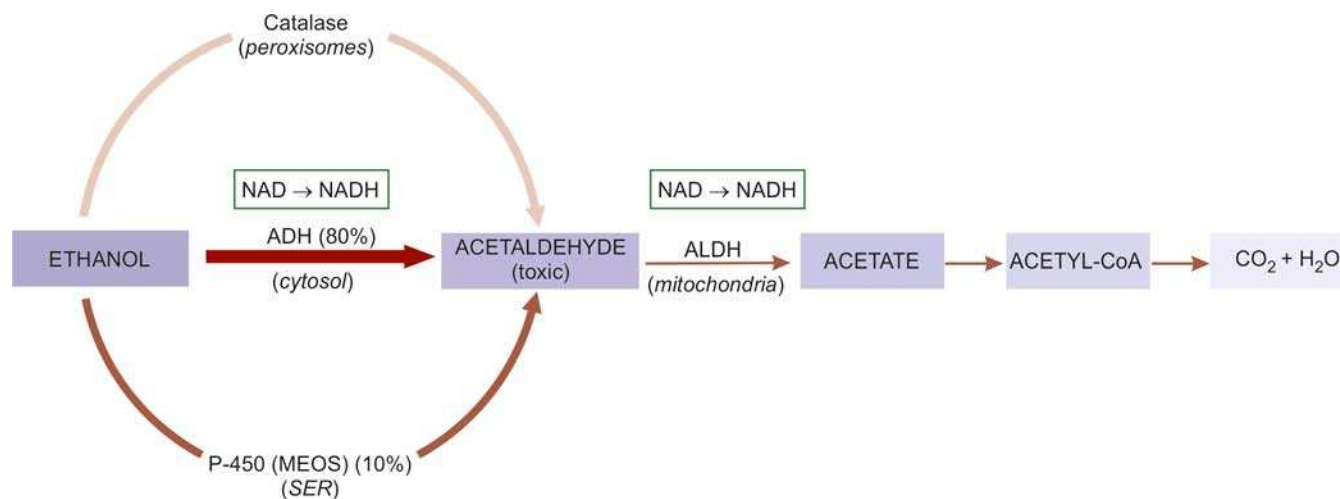 Catalase
(peroxisomes)
NAD → NADH
NAD → NADH
ETHANOL
ADH (80%)
(cytosol)
ACETALDEHYDE
(toxic)
ALDH
(mitochondria)
ACETATE
ACETYL-CoA
CO₂ + H₂O
P-450 (MEOS) (10%)
(SER)